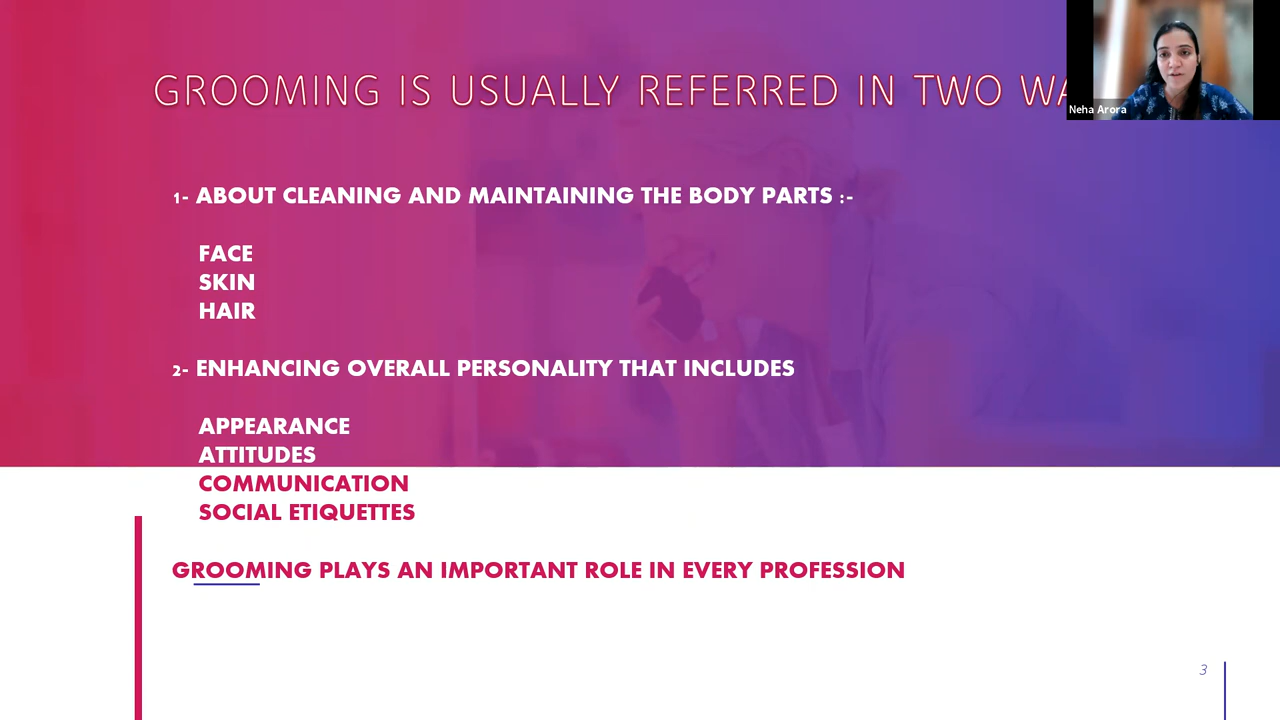 GROOMING IS USUALLY REFERRED IN TWO
Neha Arora
1- ABOUT CLEANING AND MAINTAINING THE BODY PARTS :-
FACE
SKIN
HAIR
2- ENHANCING OVERALL PERSONALITY THAT INCLUDES
APPEARANCE
ATTITUDES
COMMUNICATION
SOCIAL ETIQUETTES
GROOMING PLAYS AN IMPORTANT ROLE IN EVERY PROFESSION
3